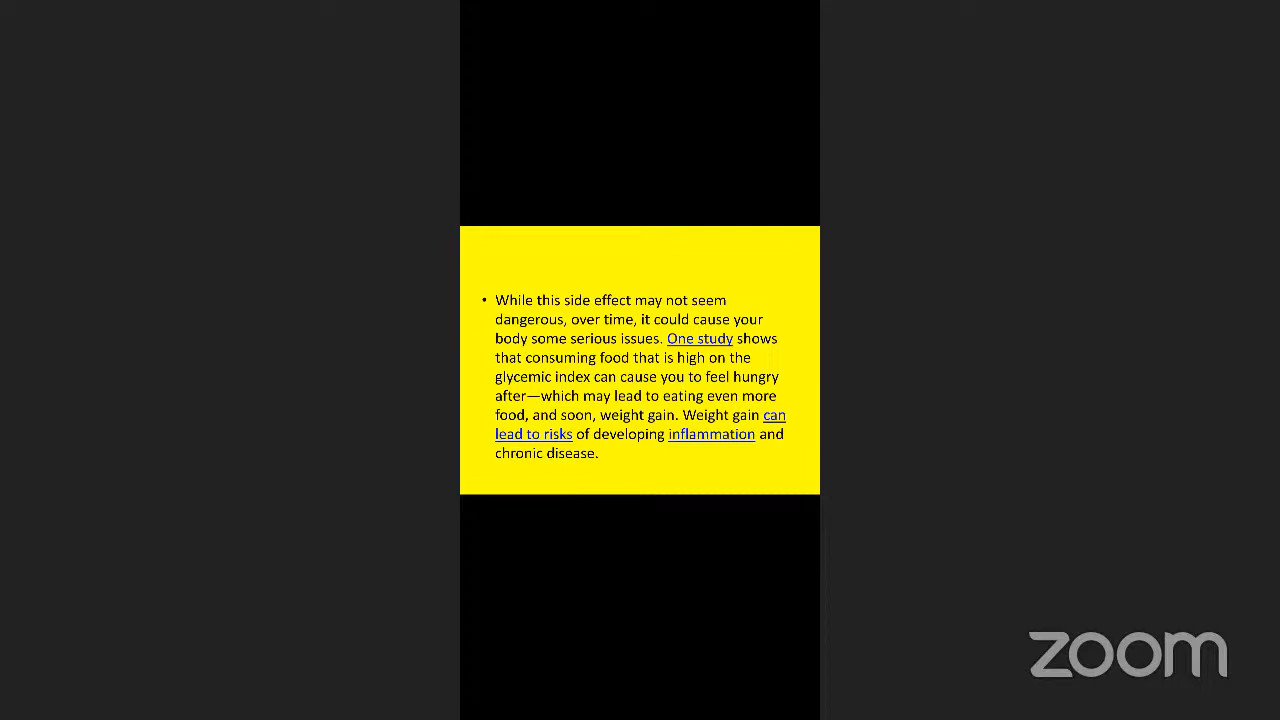 • While this side effect may not seem
dangerous, over time, it could cause your
body some serious issues. One study shows
that consuming food that is high on the
glycemic index can cause you to feel hungry
after—which may lead to eating even more
food, and soon, weight gain. Weight gain can
lead to risks of developing inflammation and
chronic disease.
zoom